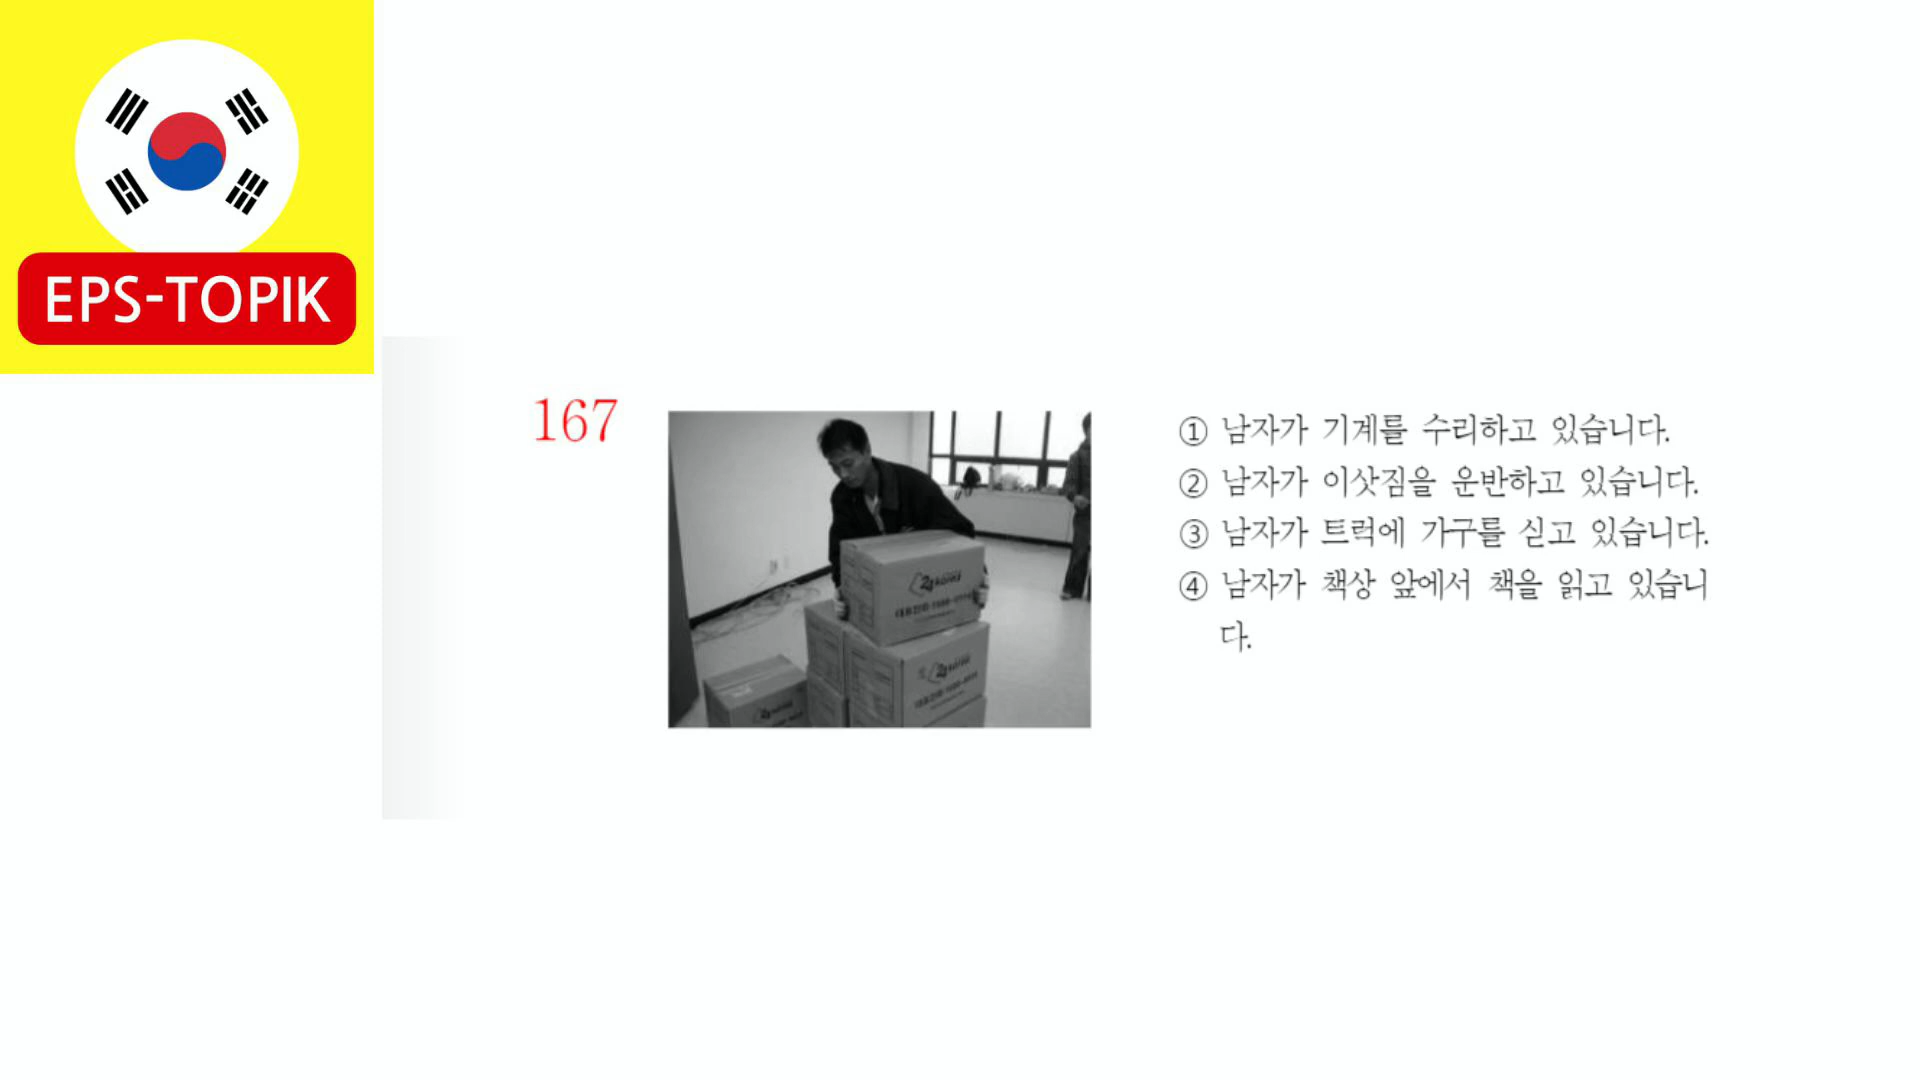 EPS-TOPIK
167
① 남자가 기계를 수리하고 있습니다.
② 남자가 이삿짐을 운반하고 있습니다.
③ 남자가 트럭에 가구를 싣고 있습니다.
④ 남자가 책상 앞에서 책을 읽고 있습니
다.